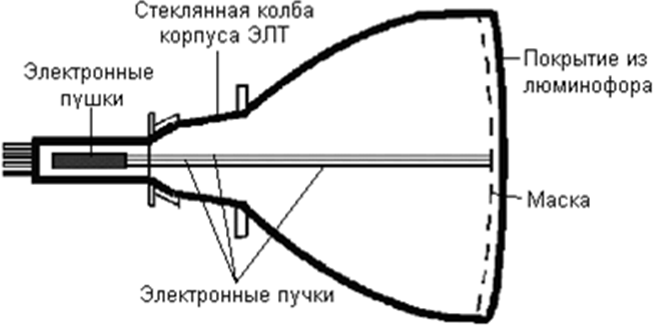 Стеклянная колба
корпуса ЭЛТ
Электронные
пушки
Покрытие из
люминофора
Маска
Электронные пучки